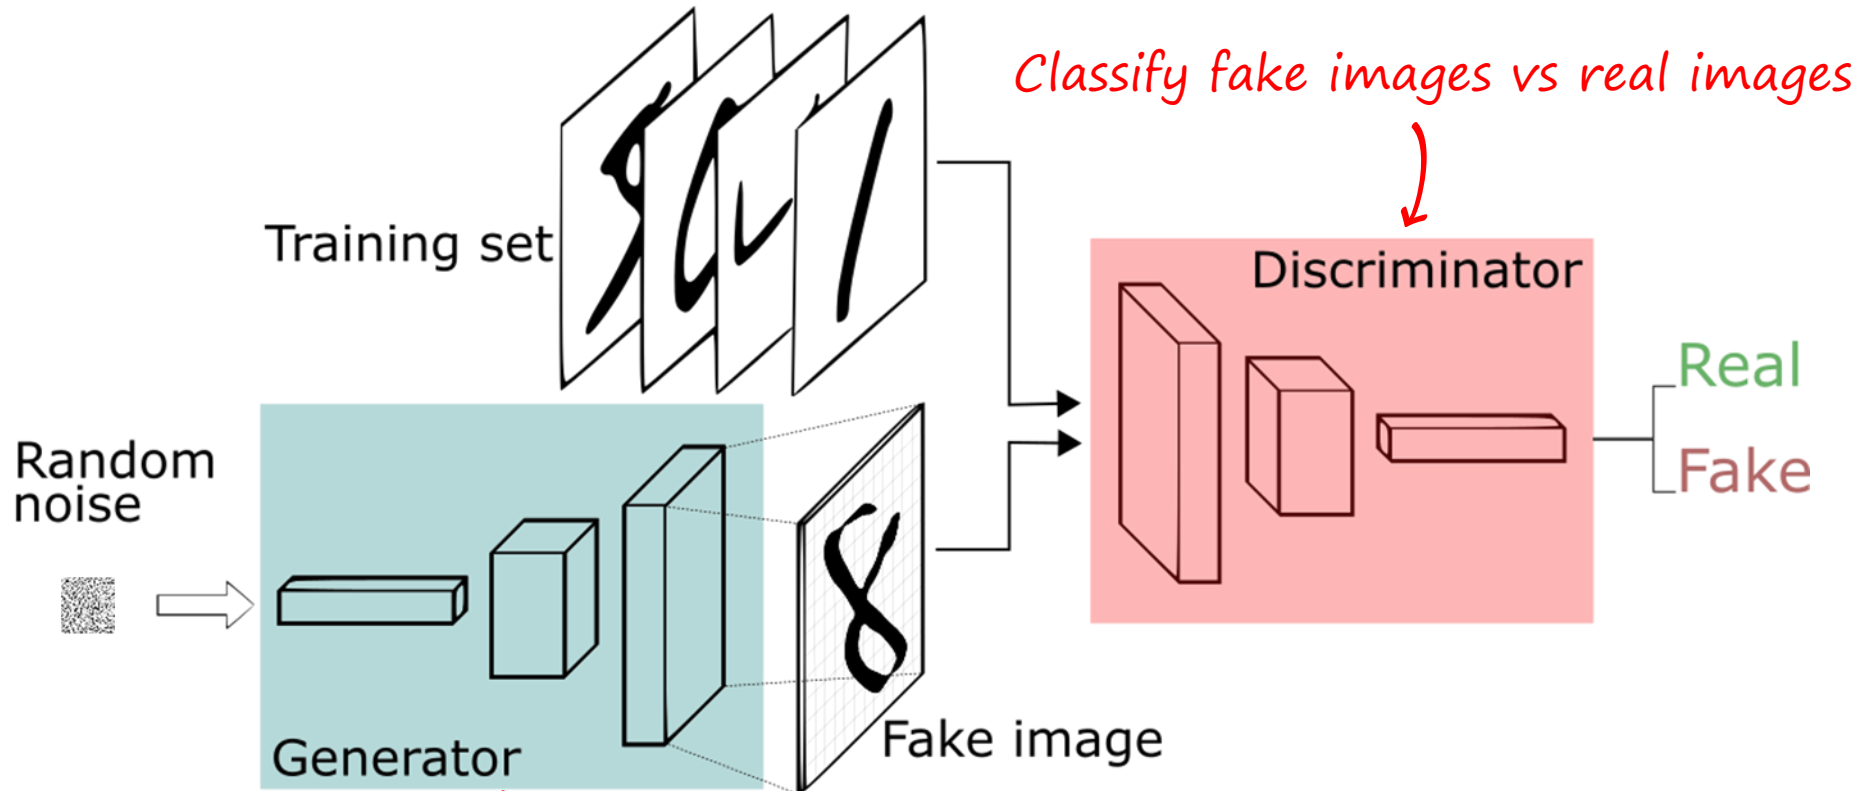 Classify fake images vs real images
Training set
Discriminator
Real
Fake
Random
noise
Generator
Fake image